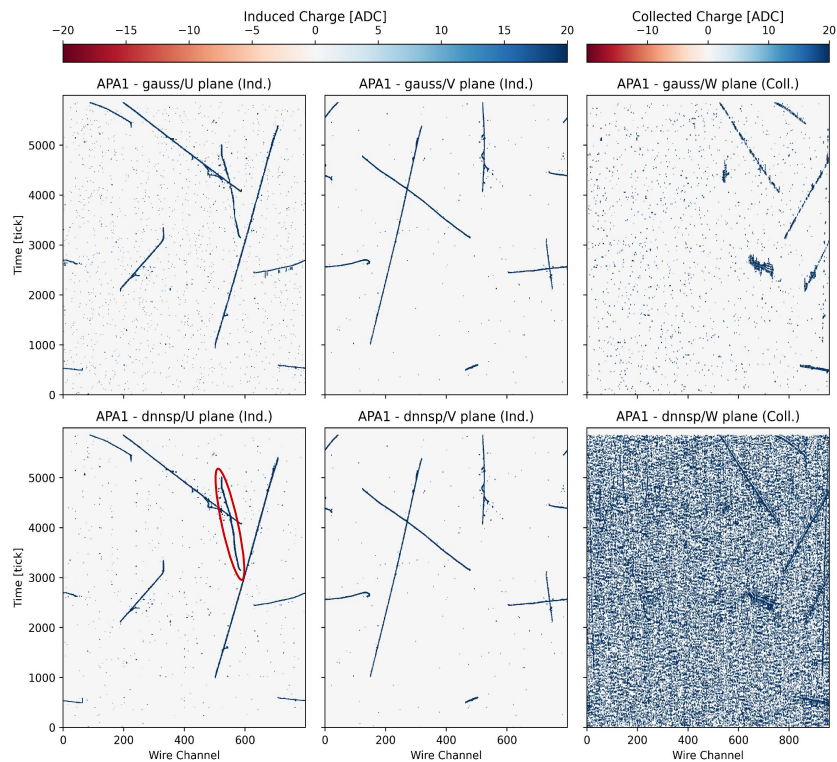 Induced Charge [ADC]
Collected Charge [ADC]
−20 −15 −10 −5 0 5 10 15 20
−10 0 10 20
APA1 - gauss/U plane (Ind.)
APA1 - gauss/V plane (Ind.)
APA1 - gauss/W plane (Coll.)
Time [tick]
5000
4000
3000
2000
1000
0
APA1 - dnnsp/U plane (Ind.)
APA1 - dnnsp/V plane (Ind.)
APA1 - dnnsp/W plane (Coll.)
Time [tick]
5000
4000
3000
2000
1000
0
0 200 400 600
0 200 400 600
0 200 400 600 800
Wire Channel
Wire Channel
Wire Channel